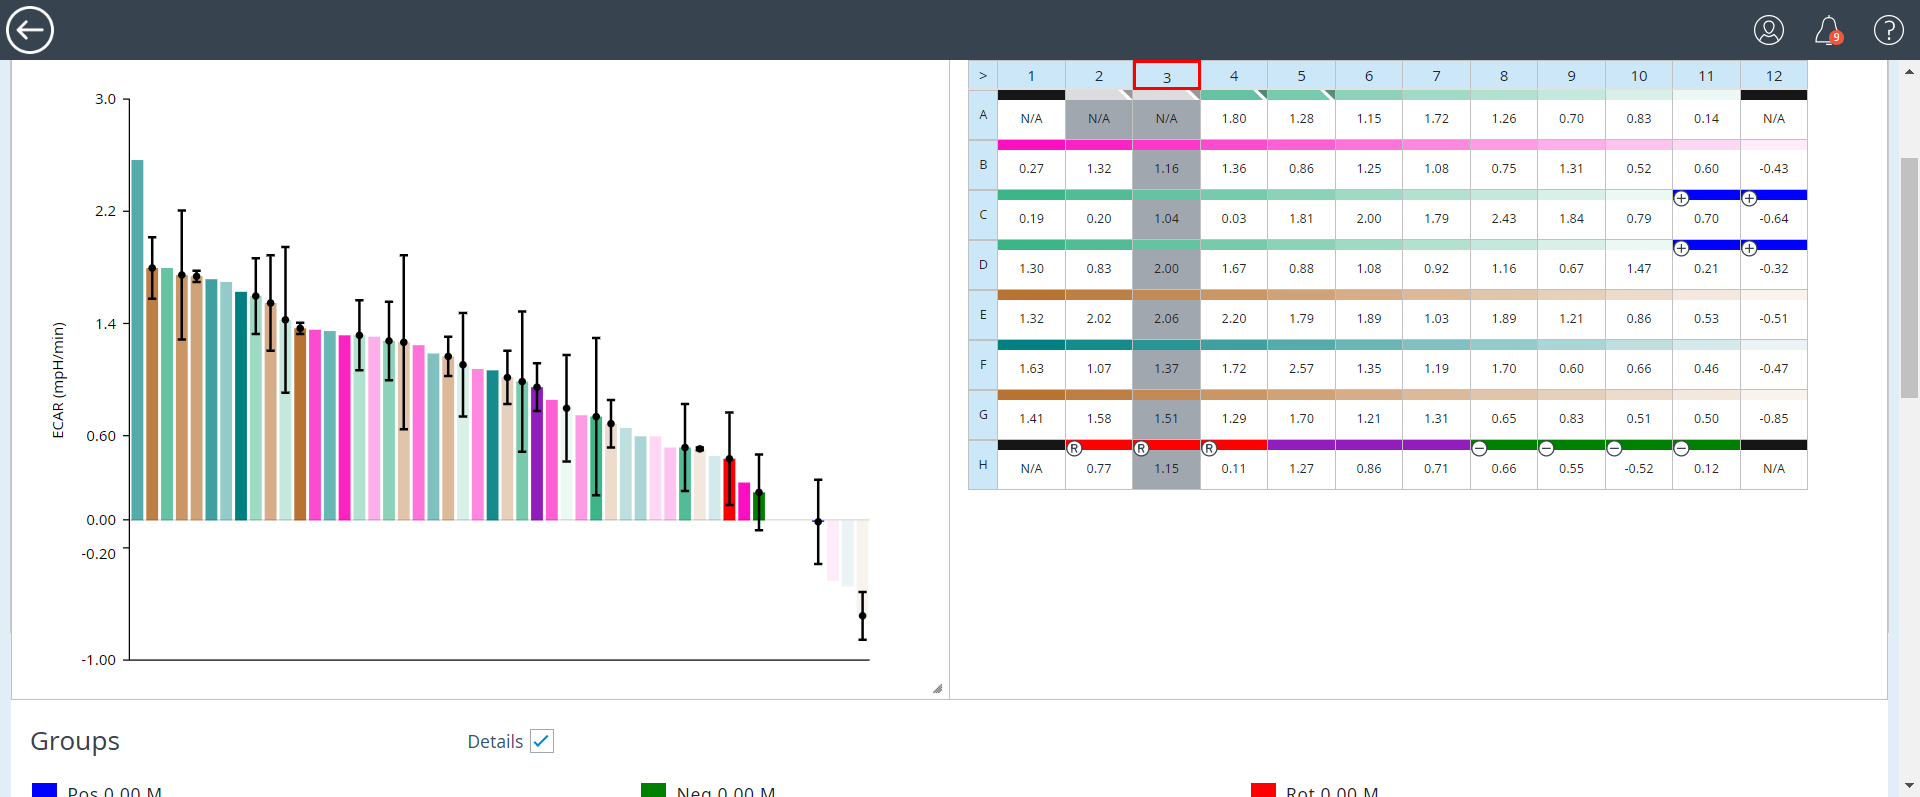 9 ?
3.0
2.2
1.4
0.60
0.00
-0.20
-1.00
ECAR (mpH/min)
> 1 2 3 4 5 6 7 8 9 10 11 12
A N/A N/A N/A 1.80 1.28 1.15 1.72 1.26 0.70 0.83 0.14 N/A
B 0.27 1.32 1.16 1.36 0.86 1.25 1.08 0.75 1.31 0.52 0.60 -0.43
C 0.19 0.20 1.04 0.03 1.81 2.00 1.79 2.43 1.84 0.79 0.70 -0.64
D 1.30 0.83 2.00 1.67 0.88 1.08 0.92 1.16 0.67 1.47 0.21 -0.32
E 1.32 2.02 2.06 2.20 1.79 1.89 1.03 1.89 1.21 0.86 0.53 -0.51
F 1.63 1.07 1.37 1.72 2.57 1.35 1.19 1.70 0.60 0.66 0.46 -0.47
G 1.41 1.58 1.51 1.29 1.70 1.21 1.31 0.65 0.83 0.51 0.50 -0.85
R R R
H N/A 0.77 1.15 0.11 1.27 0.86 0.71 0.66 0.55 -0.52 0.12 N/A
Groups Details
Pos 0.00 M Neg 0.00 M Rot 0.00 M